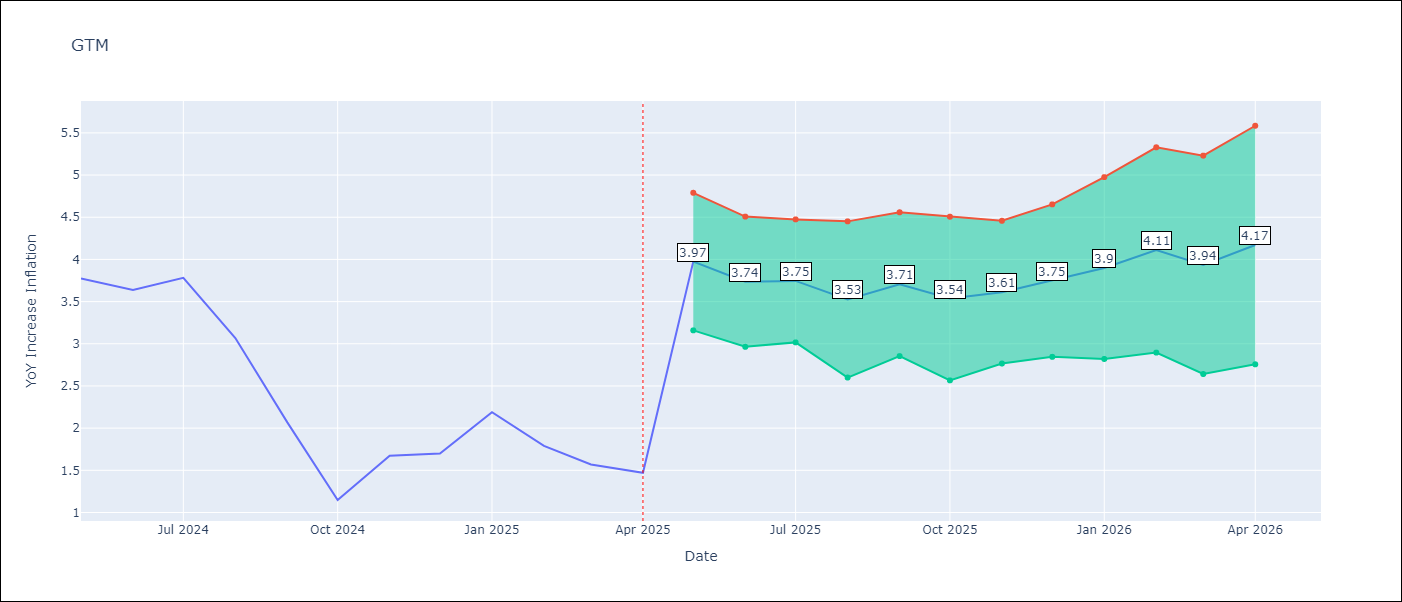 GTM
YoY Increase Inflation
5.5
5
4.5
4
3.5
3
2.5
2
1.5
1
3.97
3.74
3.75
3.53
3.71
3.54
3.61
3.75
3.9
4.11
3.94
4.17
Jul 2024
Oct 2024
Jan 2025
Apr 2025
Jul 2025
Oct 2025
Jan 2026
Apr 2026
Date